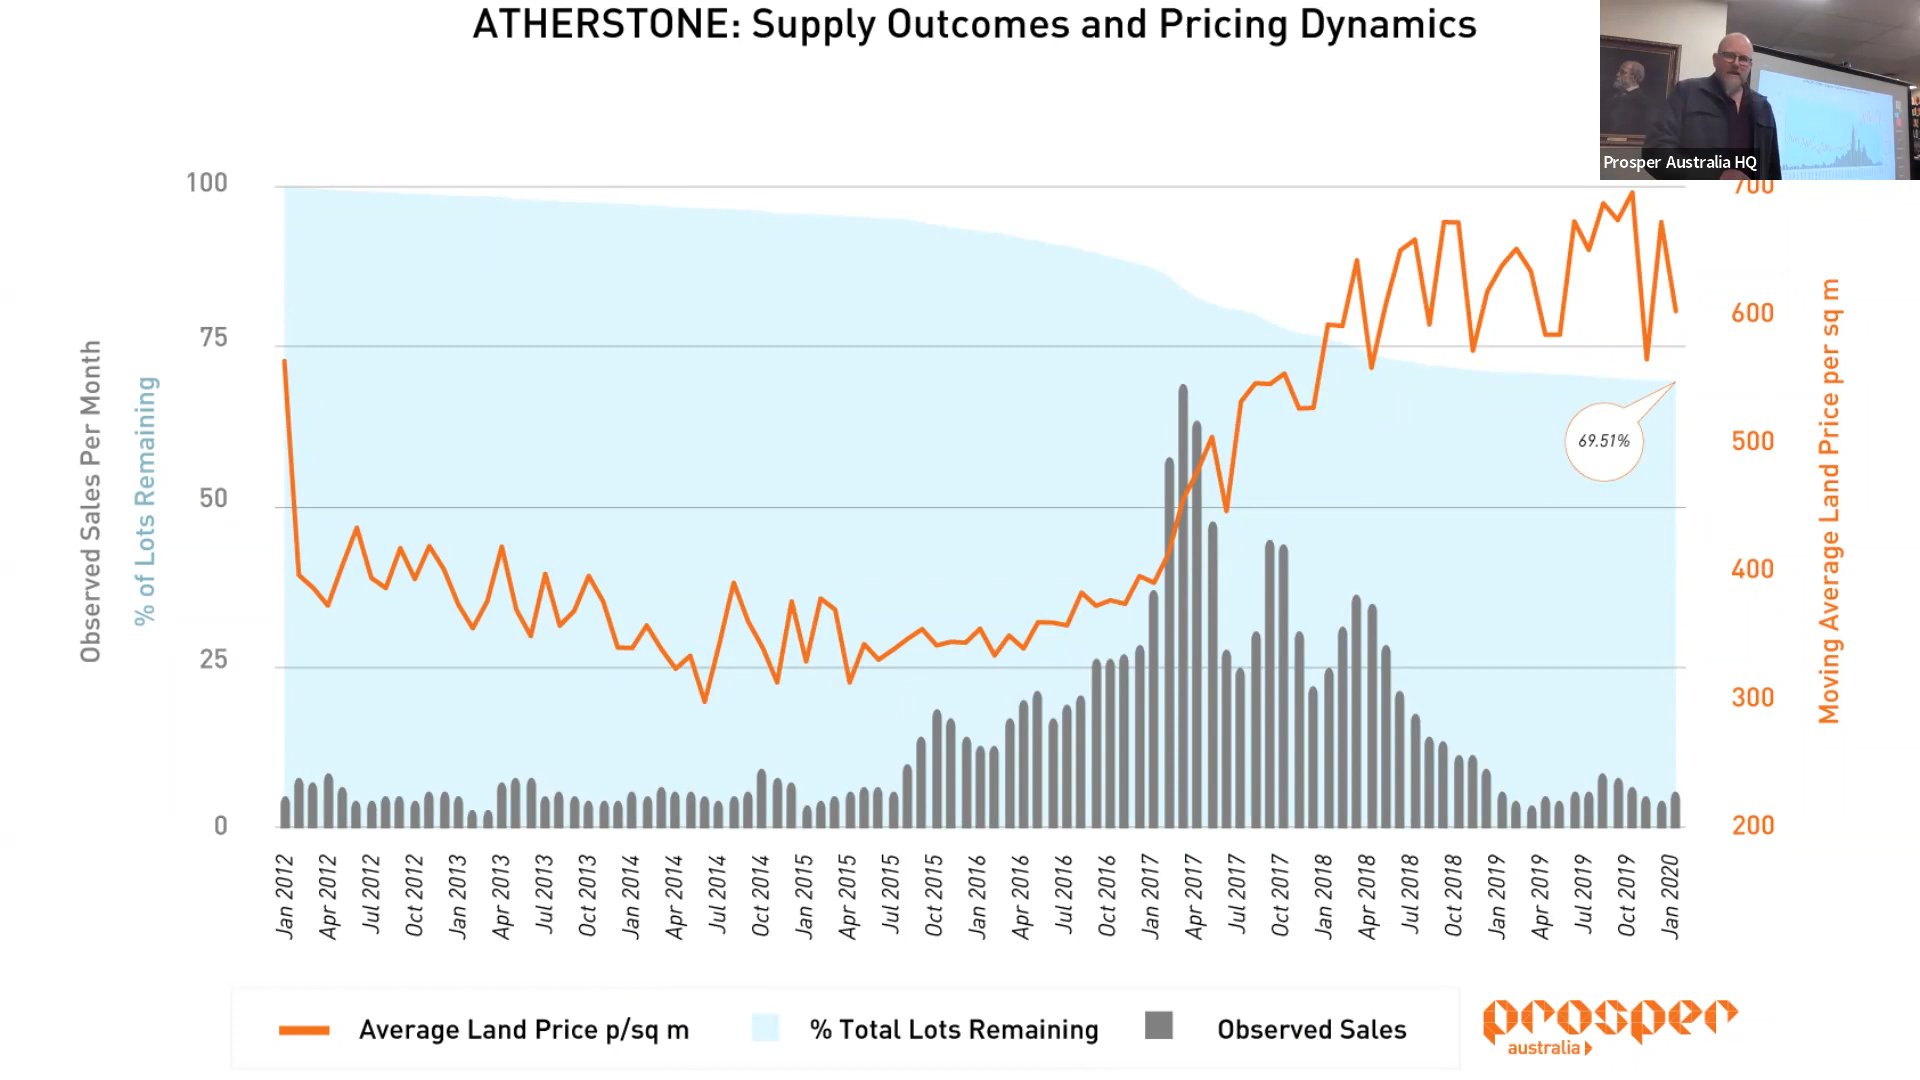 ATHERSTONE: Supply Outcomes and Pricing Dynamics
Prosper Australia HQ
Observed Sales Per Month
% of Lots Remaining
100
75
50
25
0
700
600
500
400
300
200
Moving Average Land Price per sq m
69.51%
Jan 2012
Apr 2012
Jul 2012
Oct 2012
Jan 2013
Apr 2013
Jul 2013
Oct 2013
Jan 2014
Apr 2014
Jul 2014
Oct 2014
Jan 2015
Apr 2015
Jul 2015
Oct 2015
Jan 2016
Apr 2016
Jul 2016
Oct 2016
Jan 2017
Apr 2017
Jul 2017
Oct 2017
Jan 2018
Apr 2018
Jul 2018
Oct 2018
Jan 2019
Apr 2019
Jul 2019
Oct 2019
Jan 2020
Average Land Price p/sq m
% Total Lots Remaining
Observed Sales
prosper
australia